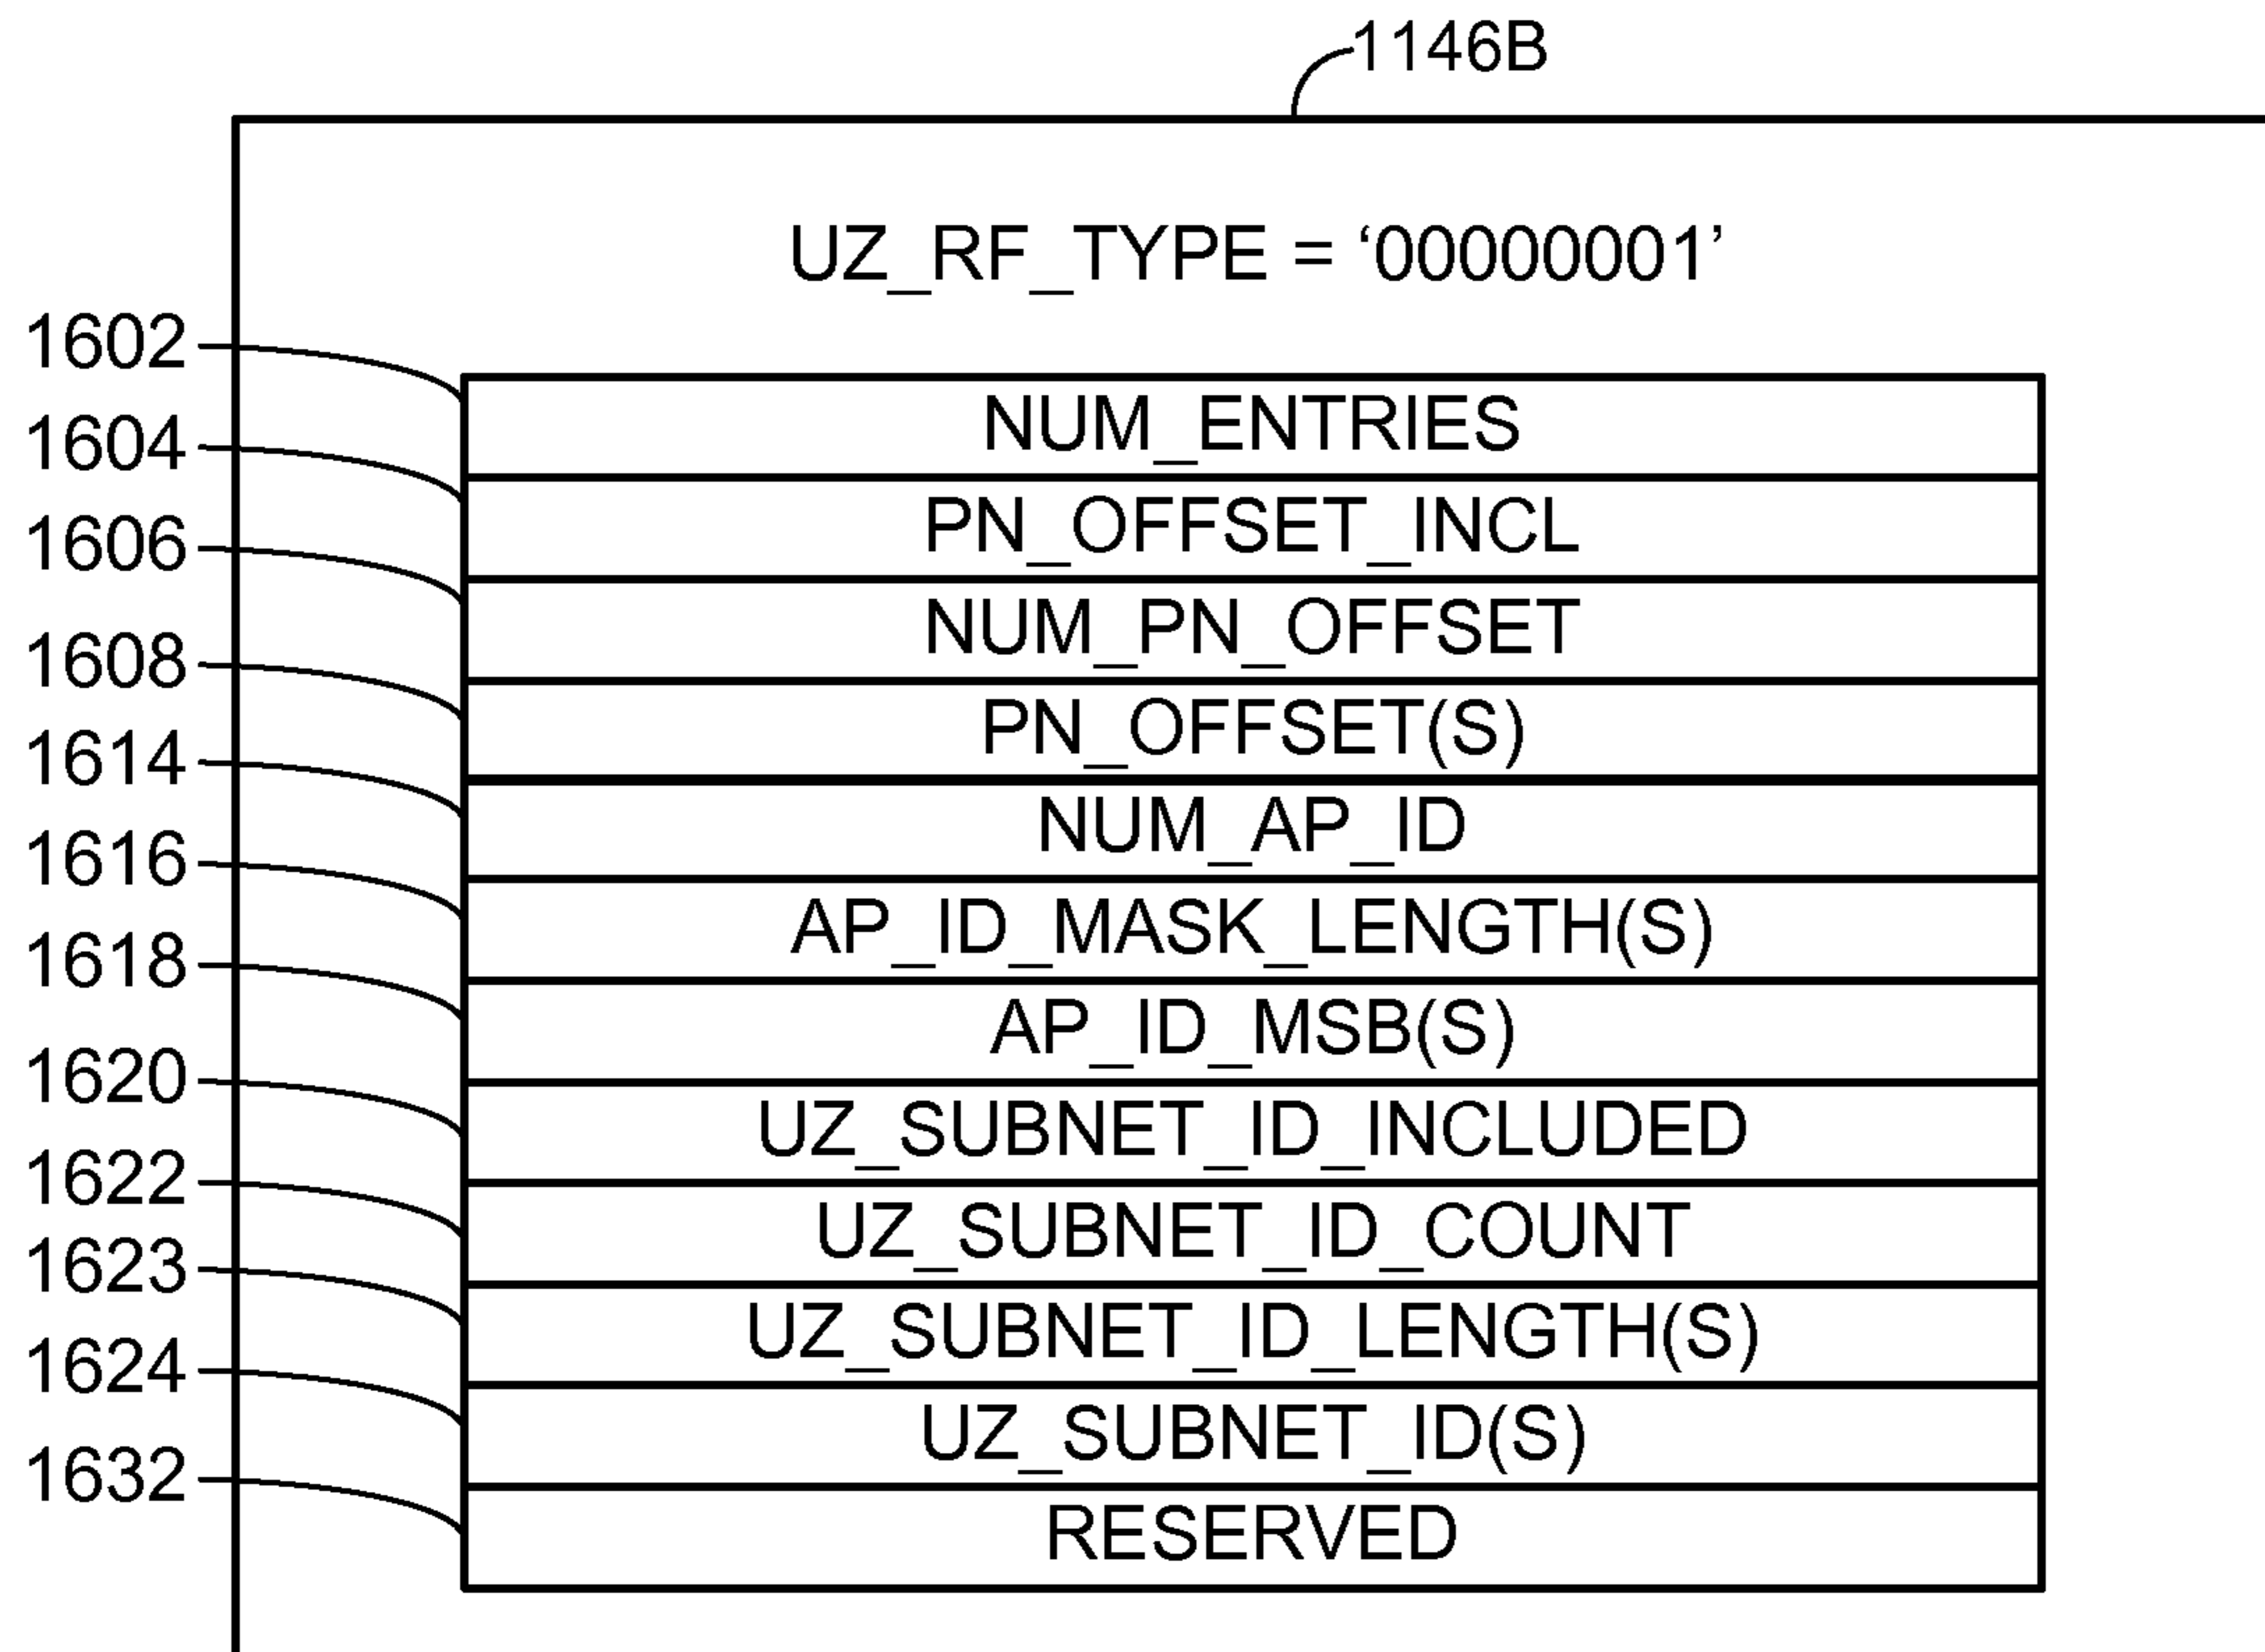 1146B
UZ_RF_TYPE = ‘00000001’
1602 NUM_ENTRIES
1604 PN_OFFSET_INCL
1606 NUM_PN_OFFSET
1608 PN_OFFSET(S)
1614 NUM_AP_ID
1616 AP_ID_MASK_LENGTH(S)
1618 AP_ID_MSB(S)
1620 UZ_SUBNET_ID_INCLUDED
1622 UZ_SUBNET_ID_COUNT
1623 UZ_SUBNET_ID_LENGTH(S)
1624 UZ_SUBNET_ID(S)
1632 RESERVED